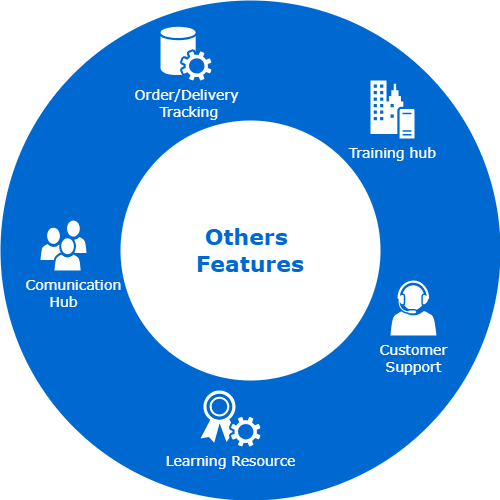 Order/Delivery
Tracking
Training hub
Others
Features
Comunication
Hub
Customer
Support
Learning Resource